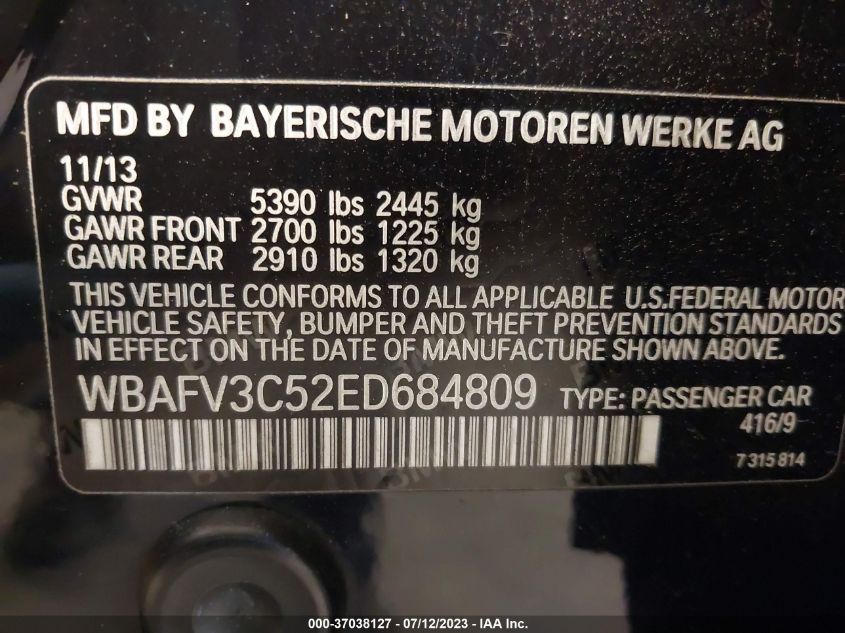 MFD BY BAYERISCHE MOTOREN WERKE AG
11/13
GVWR 5390 lbs 2445 kg
GAWR FRONT 2700 lbs 1225 kg
GAWR REAR 2910 lbs 1320 kg
THIS VEHICLE CONFORMS TO ALL APPLICABLE U.S.FEDERAL MOTOR
VEHICLE SAFETY, BUMPER AND THEFT PREVENTION STANDARDS
IN EFFECT ON THE DATE OF MANUFACTURE SHOWN ABOVE.
WBAFV3C52ED684809 TYPE: PASSENGER CAR
416/9
7 315 814
000-37038127 - 07/12/2023 - IAA Inc.